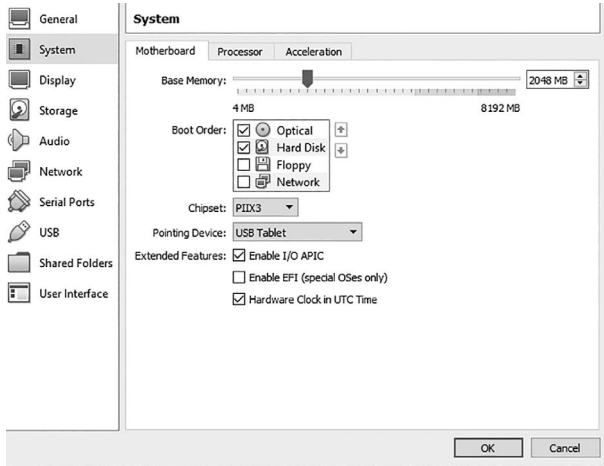 General
System
Display
Storage
Audio
Network
Serial Ports
USB
Shared Folders
User Interface
System
Motherboard Processor Acceleration
Base Memory: 2048 MB
4 MB 8192 MB
Boot Order: Optical
Hard Disk
Floppy
Network
Chipset: PIIX3
Pointing Device: USB Tablet
Extended Features: Enable I/O APIC
Enable EFI (special OSes only)
Hardware Clock in UTC Time
OK Cancel